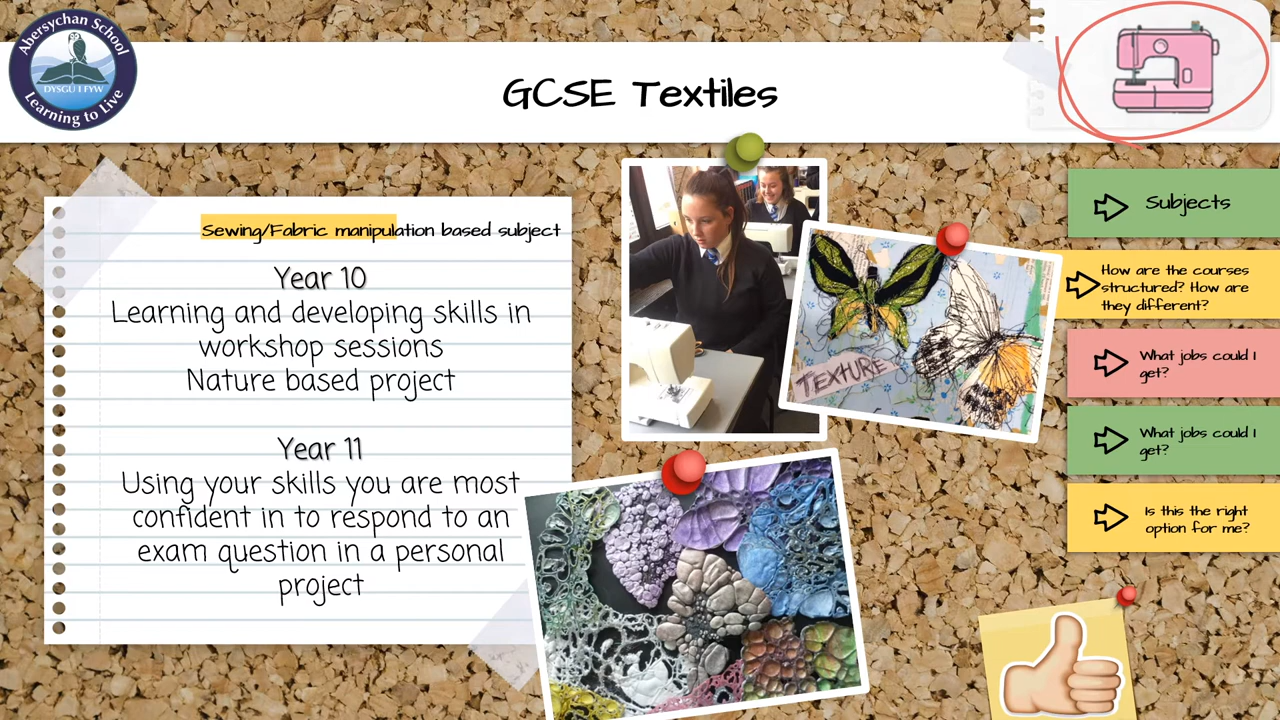 Abersychan School
DYSGU I FYW
Learning to Live
GCSE Textiles
Sewing/Fabric manipulation based subject
Year 10
Learning and developing skills in
workshop sessions
Nature based project
Year 11
Using your skills you are most
confident in to respond to an
exam question in a personal
project
TEXTURE
Subjects
How are the courses
structured? How are
they different?
What jobs could I
get?
What jobs could I
get?
Is this the right
option for me?